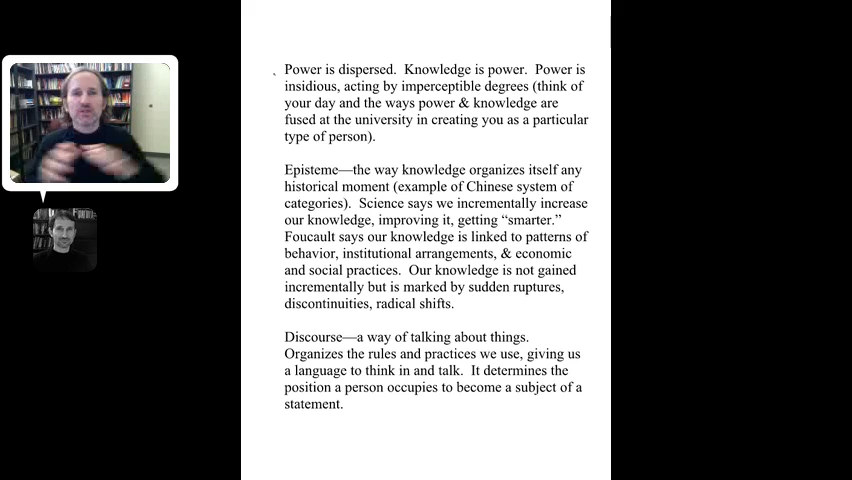 Power is dispersed. Knowledge is power. Power is
insidious, acting by imperceptible degrees (think of
your day and the ways power & knowledge are
fused at the university in creating you as a particular
type of person).
Episteme—the way knowledge organizes itself any
historical moment (example of Chinese system of
categories). Science says we incrementally increase
our knowledge, improving it, getting “smarter.”
Foucault says our knowledge is linked to patterns of
behavior, institutional arrangements, & economic
and social practices. Our knowledge is not gained
incrementally but is marked by sudden ruptures,
discontinuities, radical shifts.
Discourse—a way of talking about things.
Organizes the rules and practices we use, giving us
a language to think in and talk. It determines the
position a person occupies to become a subject of a
statement.